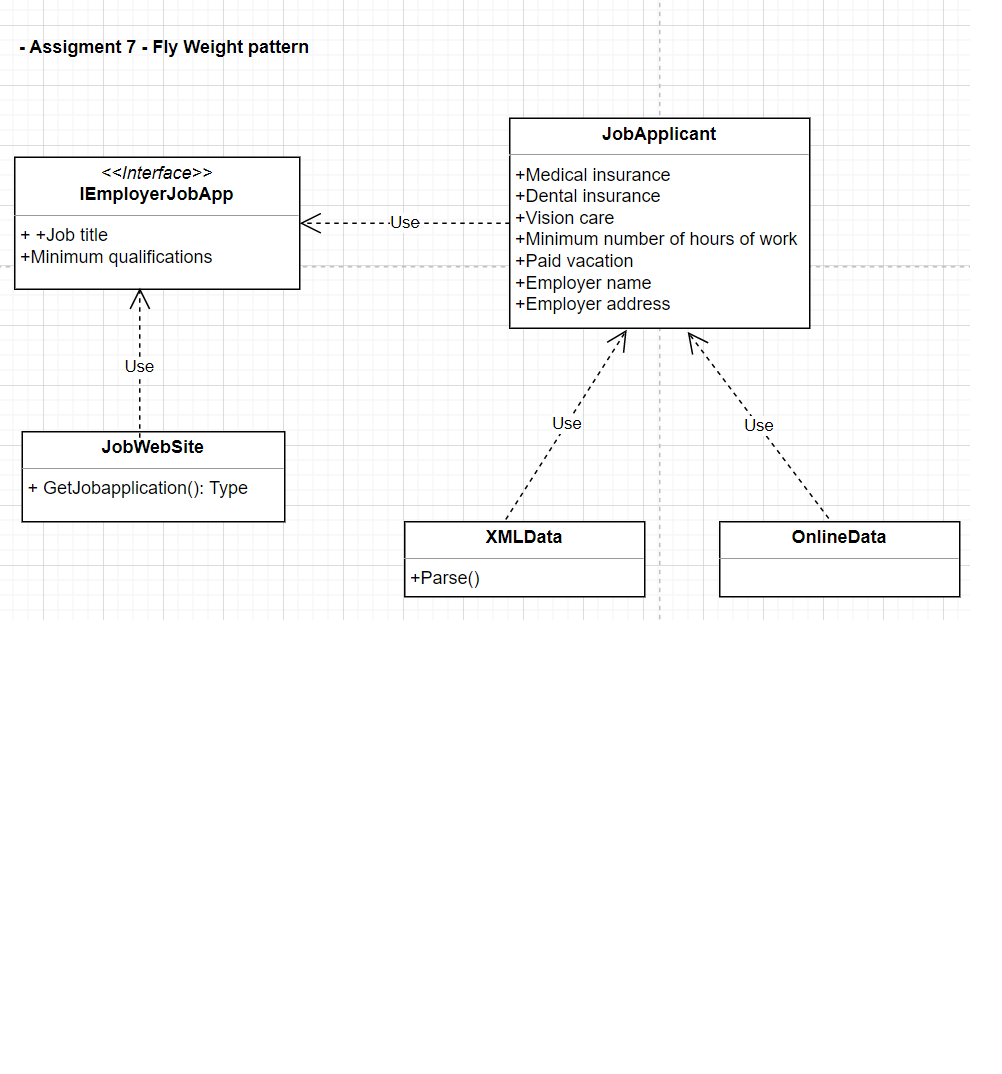 - Assigment 7 - Fly Weight pattern
<<Interface>>
IEmployerJobApp
+ +Job title
+Minimum qualifications
Use
JobApplicant
+Medical insurance
+Dental insurance
+Vision care
+Minimum number of hours of work
+Paid vacation
+Employer name
+Employer address
Use
JobWebSite
+ GetJobapplication(): Type
Use
Use
XMLData
+Parse()
OnlineData